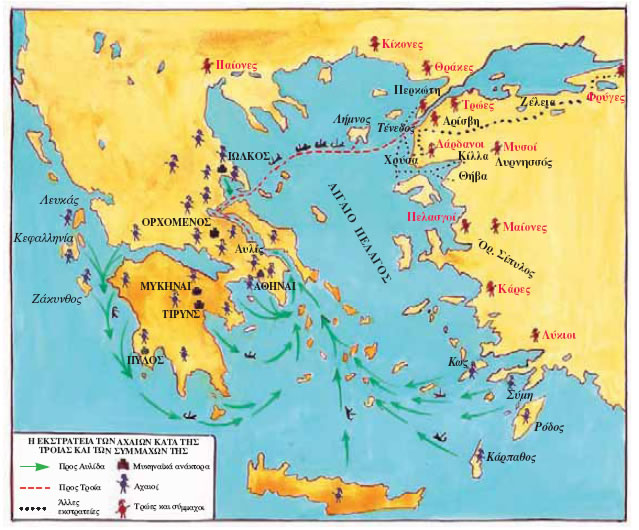 Κίκονες
Παίονες
Θράκες
Φρύγες
Περκώτη
Τρώες
Ζέλεια
Λήμνος
Τένεδος
Αρίσβη
ΙΩΛΚΟΣ
Δάρδανοι
Μυσοί
Χρύσα
Κίλλα
Λυρνησσός
Θήβα
Λευκάς
ΑΙΓΑΙΟ ΠΕΛΑΓΟΣ
ΟΡΧΟΜΕΝΟΣ
Πελασγοί
Μαίονες
Κεφαλληνία
Αυλίς
Όρ. Σίπυλος
ΜΥΚΗΝΑΙ
ΑΘΗΝΑΙ
Ζάκυνθος
Κάρες
ΤΙΡΥΝΣ
Λύκιοι
ΠΥΛΟΣ
Κως
Σύμη
Ρόδος
Κάρπαθος
Η ΕΚΣΤΡΑΤΕΙΑ ΤΩΝ ΑΧΑΙΩΝ ΚΑΤΑ ΤΗΣ
ΤΡΟΙΑΣ ΚΑΙ ΤΩΝ ΣΥΜΜΑΧΩΝ ΤΗΣ
Προς Αυλίδα
Μυκηναϊκά ανάκτορα
Προς Τροία
Αχαιοί
Άλλες
εκστρατείες
Τρώες και σύμμαχοι